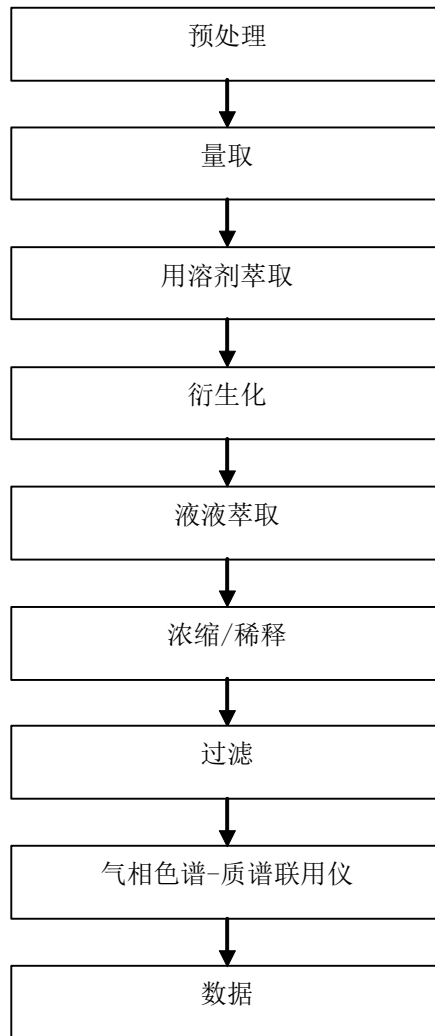 预处理
量取
用溶剂萃取
衍生化
液液萃取
浓缩/稀释
过滤
气相色谱-质谱联用仪
数据